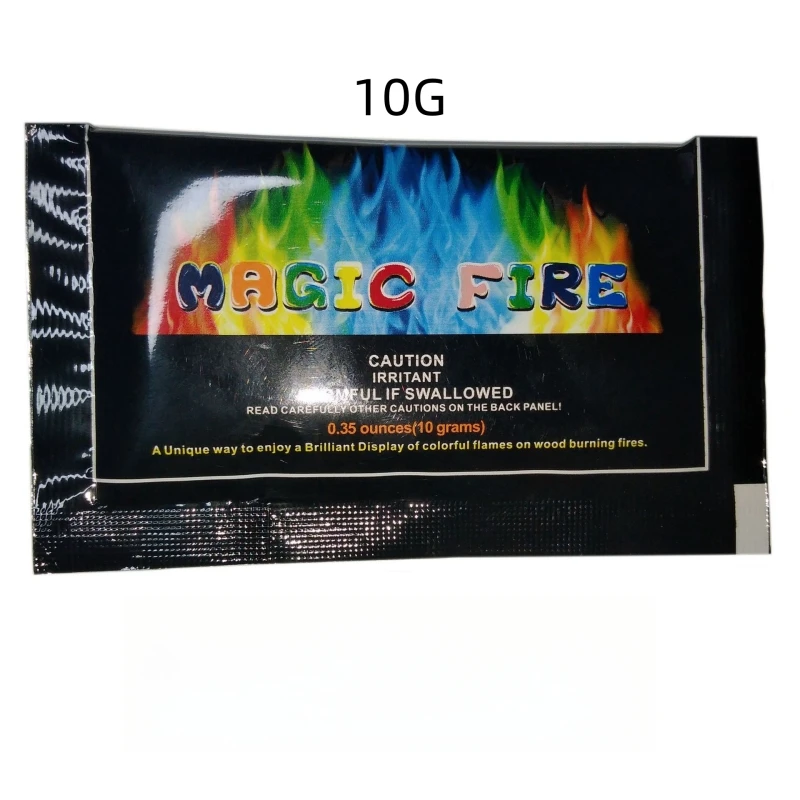 10G
MAGIC FIRE
CAUTION
IRRITANT
IF SWALLOWED
READ CAREFULLY OTHER CAUTIONS ON THE BACK PANEL!
0.35 ounces(10 grams)
A Unique way to enjoy a Brilliant Display of colorful flames on wood burning fires.